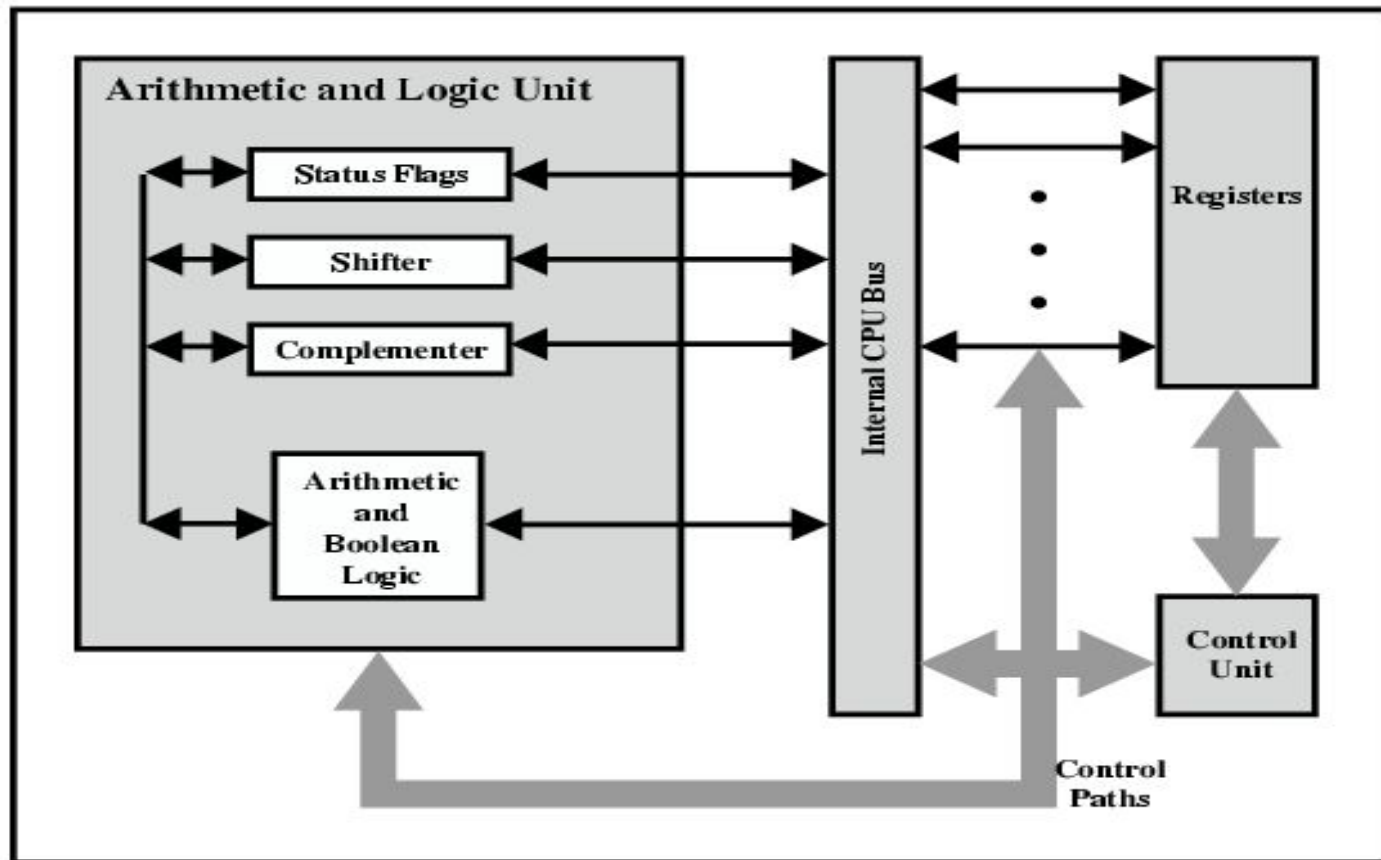 Arithmetic and Logic Unit
Status Flags
Shifter
Complementer
Arithmetic
and
Boolean
Logic
Internal CPU Bus
Registers
Control
Unit
Control
Paths